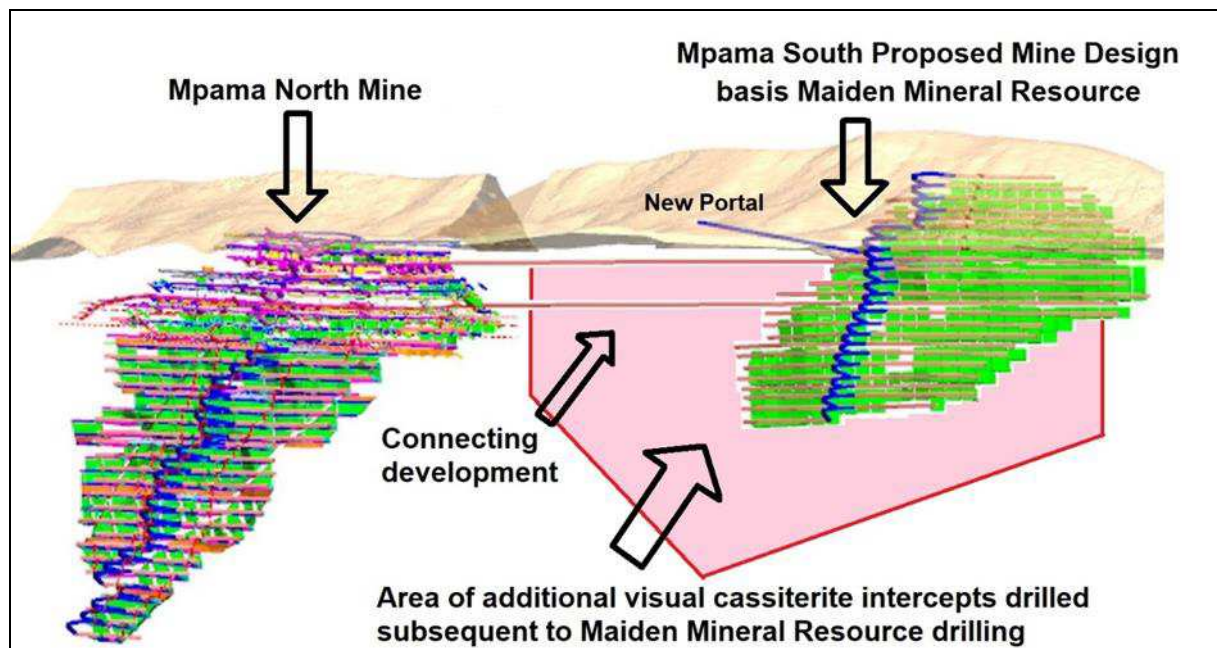 Mpama North Mine
Mpama South Proposed Mine Design
basis Maiden Mineral Resource
New Portal
Connecting
development
Area of additional visual cassiterite intercepts drilled
subsequent to Maiden Mineral Resource drilling